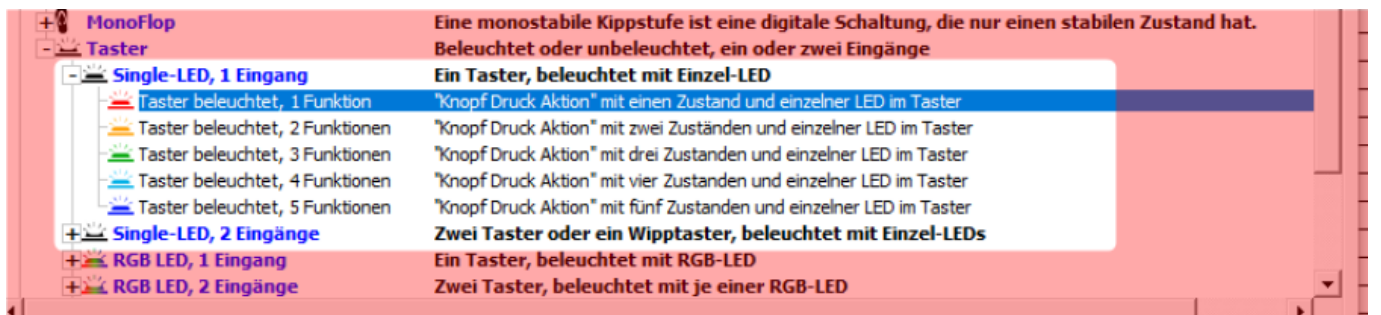 MonoFlop Eine monostabile Kippstufe ist eine digitale Schaltung, die nur einen stabilen Zustand hat.
Taster Beleuchtet oder unbeleuchtet, ein oder zwei Eingänge
Single-LED, 1 Eingang Ein Taster, beleuchtet mit Einzel-LED
Taster beleuchtet, 1 Funktion "Knopf Druck Aktion" mit einen Zustand und einzelner LED im Taster
Taster beleuchtet, 2 Funktionen "Knopf Druck Aktion" mit zwei Zuständen und einzelner LED im Taster
Taster beleuchtet, 3 Funktionen "Knopf Druck Aktion" mit drei Zustanden und einzelner LED im Taster
Taster beleuchtet, 4 Funktionen "Knopf Druck Aktion" mit vier Zustanden und einzelner LED im Taster
Taster beleuchtet, 5 Funktionen "Knopf Druck Aktion" mit fünf Zustanden und einzelner LED im Taster
Single-LED, 2 Eingänge Zwei Taster oder ein Wipptaster, beleuchtet mit Einzel-LEDs
RGB LED, 1 Eingang Ein Taster, beleuchtet mit RGB-LED
RGB LED, 2 Eingänge Zwei Taster, beleuchtet mit je einer RGB-LED